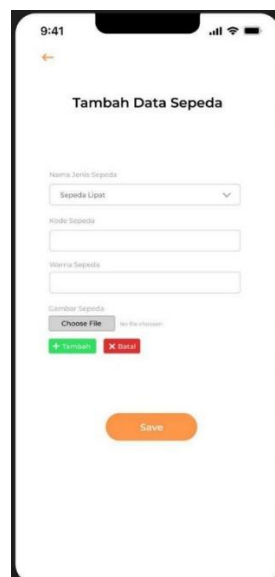 9:41
Tambah Data Sepeda
Nama Jenis Sepeda
Sepeda Lipat
Kode Sepeda
Warna Sepeda
Gambar Sepeda
Choose File No file choosen
+ Tambah X Batal
Save